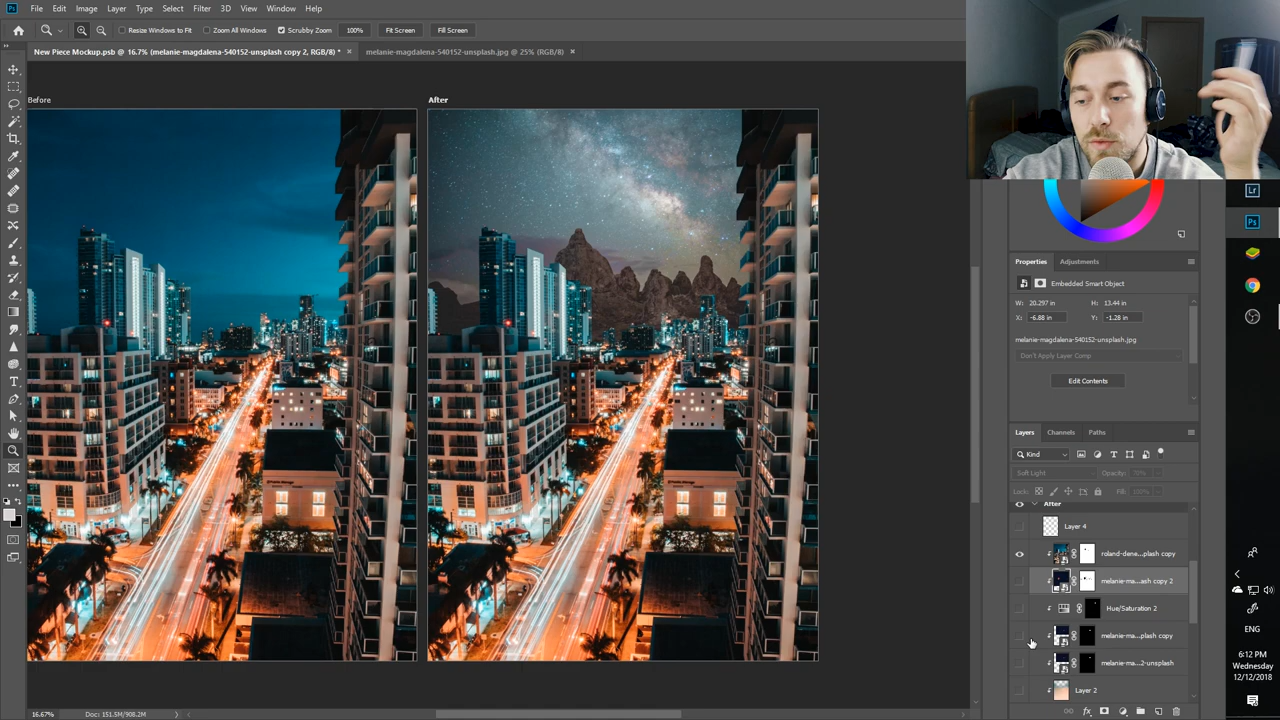 Ps File Edit Image Layer Type Select Filter 3D View Window Help
Resize Windows to Fit Zoom All Windows Scrubby Zoom 100% Fit Screen Fill Screen
New Piece Mockup.psb @ 16.7% (melanie-magdalena-540152-unsplash copy 2, RGB/8) * × melanie-magdalena-540152-unsplash.jpg @ 25% (RGB/8) ×
Before
After
Lr
Ps
Properties Adjustments
Embedded Smart Object
W: 20.297 in H: 13.44 in
X: -6.88 in Y: -1.28 in
melanie-magdalena-540152-unsplash.jpg
Don't Apply Layer Comp
Edit Contents
Layers Channels Paths
Kind
Soft Light Opacity: 70%
Lock: Fill: 100%
After
Layer 4
roland-dene...plash copy
melanie-ma...ash copy 2
Hue/Saturation 2
melanie-ma...plash copy
melanie-ma...2-unsplash
Layer 2
fx
ENG
6:12 PM
Wednesday
12/12/2018
16.67% Doc: 151.5M/908.2M